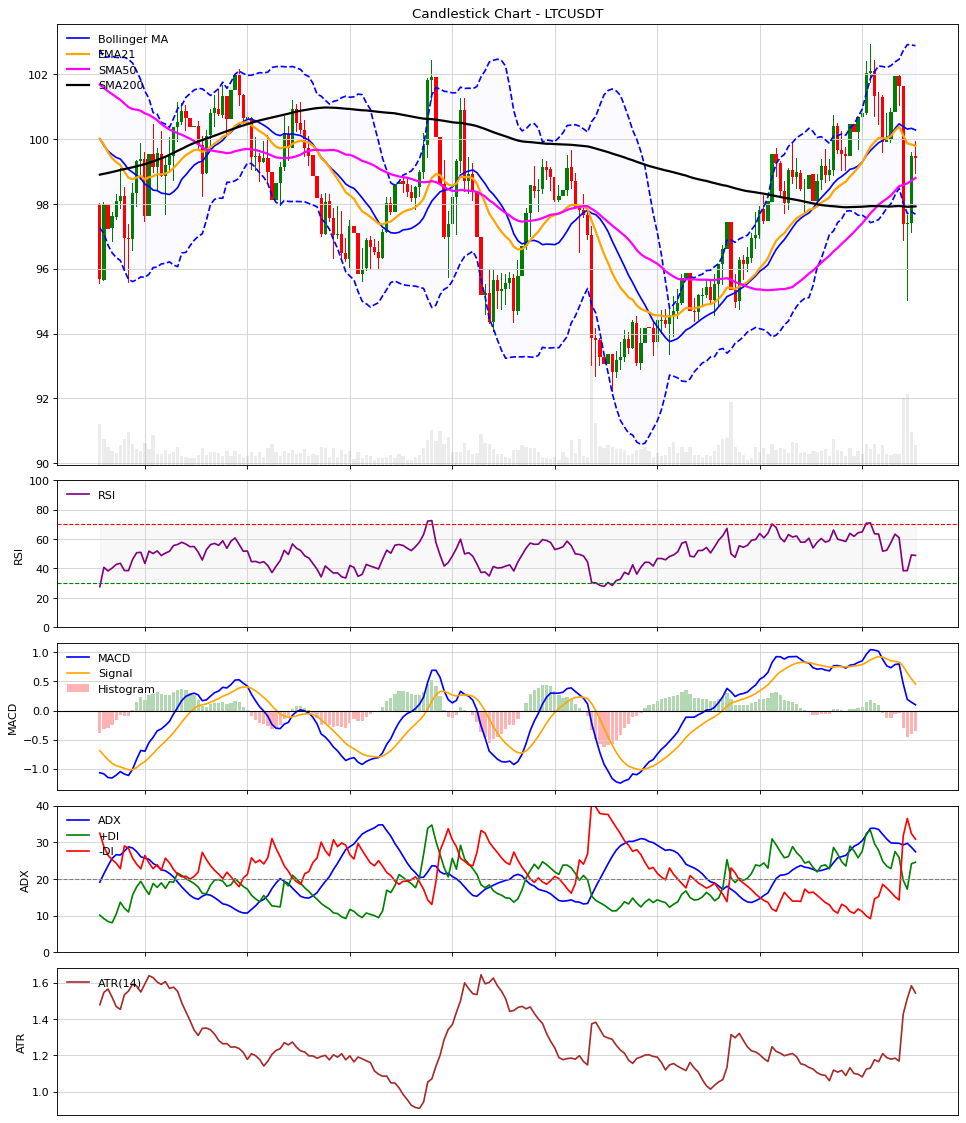 Candlestick Chart - LTCUSDT
Bollinger MA
EMA21
SMA50
SMA200
102
100
98
96
94
92
90
RSI
RSI
100
80
60
40
20
0
MACD
Signal
Histogram
MACD
1.0
0.5
0.0
−0.5
−1.0
ADX
+DI
-DI
ADX
40
30
20
10
0
ATR(14)
ATR
1.6
1.4
1.2
1.0